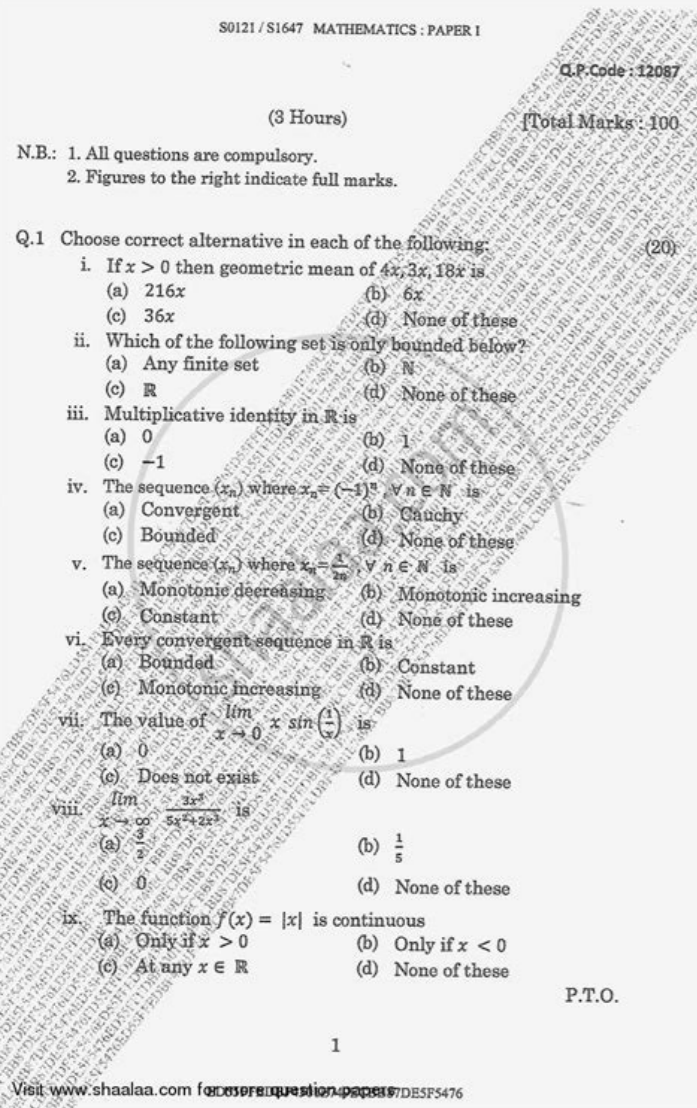 S0121 / S1647 MATHEMATICS : PAPER I
Q.P.Code : 12087
(3 Hours) [Total Marks : 100
N.B.: 1. All questions are compulsory.
2. Figures to the right indicate full marks.
Q.1 Choose correct alternative in each of the following: (20)
i. If x > 0 then geometric mean of 4x, 3x, 18x is
(a) 216x (b) 6x
(c) 36x (d) None of these
ii. Which of the following set is only bounded below?
(a) Any finite set (b) ℕ
(c) ℝ (d) None of these
iii. Multiplicative identity in ℝ is
(a) 0 (b) 1
(c) −1 (d) None of these
iv. The sequence (xₙ) where xₙ = (−1)ⁿ , ∀ n ∈ ℕ is
(a) Convergent (b) Cauchy
(c) Bounded (d) None of these
v. The sequence (xₙ) where xₙ = 1/2n , ∀ n ∈ ℕ is
(a) Monotonic decreasing (b) Monotonic increasing
(c) Constant (d) None of these
vi. Every convergent sequence in ℝ is
(a) Bounded (b) Constant
(c) Monotonic increasing (d) None of these
vii. The value of lim x → 0 x sin (1/x) is
(a) 0 (b) 1
(c) Does not exist (d) None of these
viii. lim x → ∞ 3x³/5x²+2x³ is
(a) 3/2 (b) 1/5
(c) 0 (d) None of these
ix. The function f(x) = |x| is continuous
(a) Only if x > 0 (b) Only if x < 0
(c) At any x ∈ ℝ (d) None of these
P.T.O.
1
Visit www.shaalaa.com for more question papers
shaalaa.com